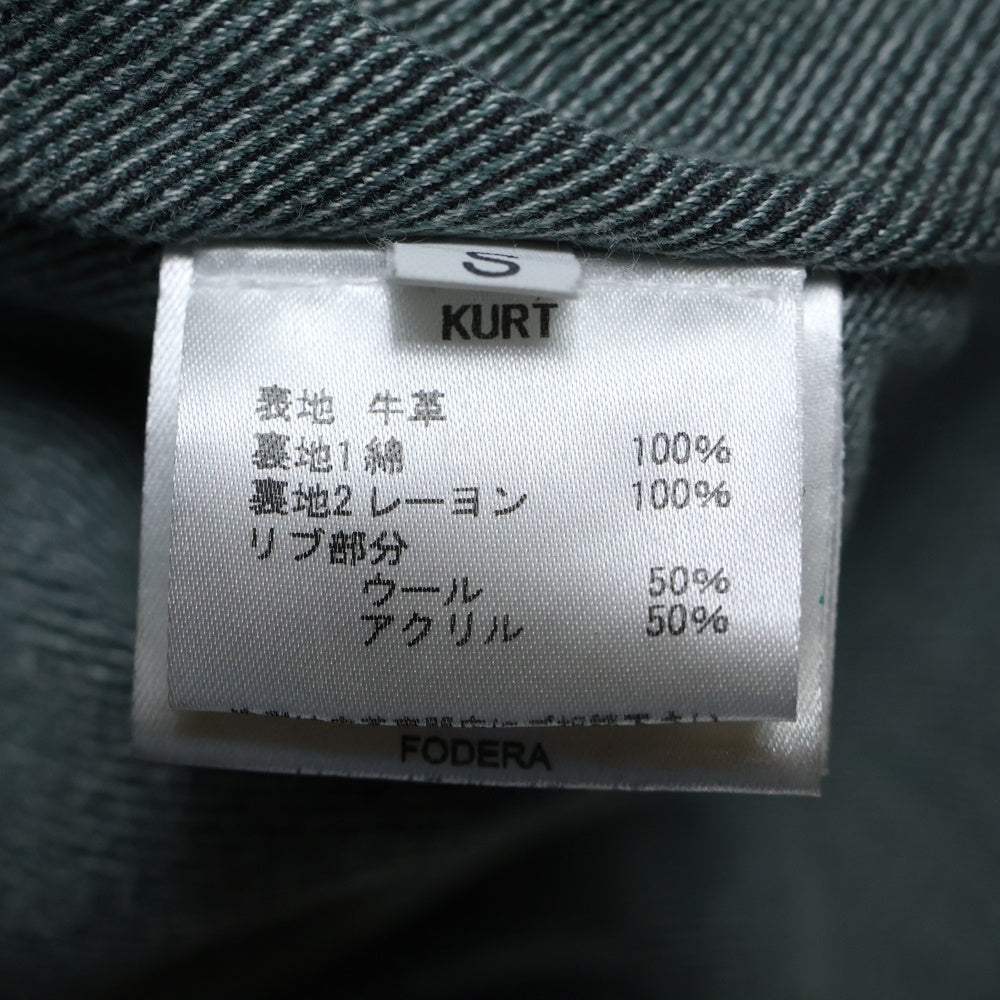 S
KURT
表地 牛革
裏地1 綿 100%
裏地2 レーヨン 100%
リブ部分
ウール 50%
アクリル 50%
FODERA